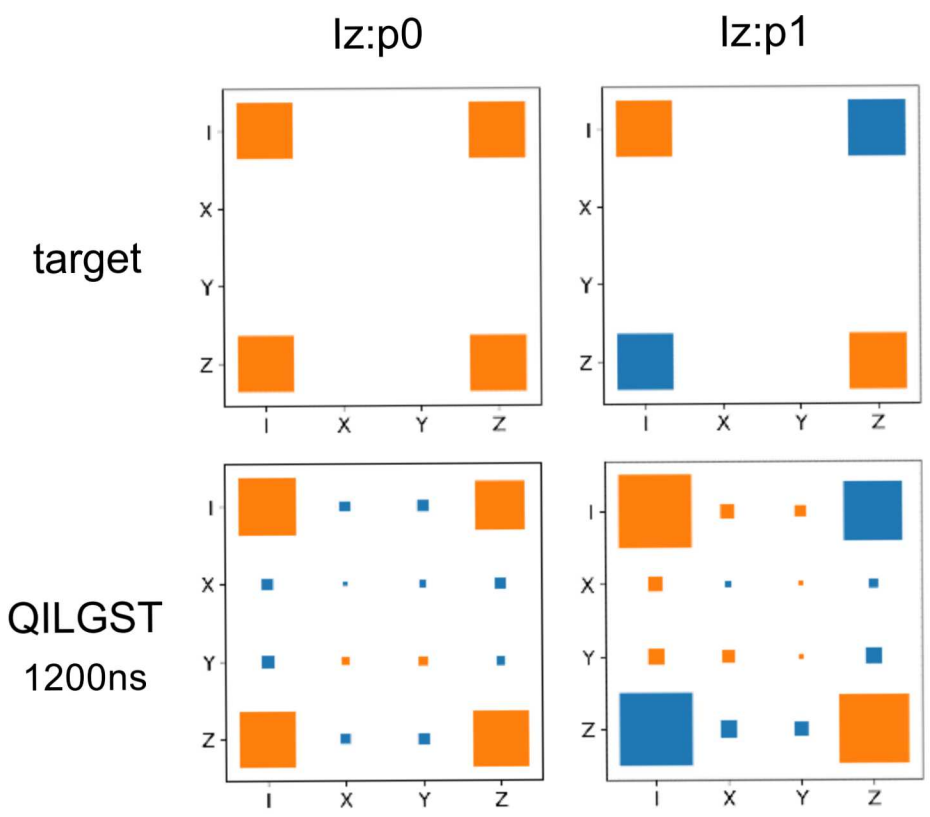 Iz:p0 Iz:p1
target
I I
X X
Y Y
Z Z
I X Y Z I X Y Z
QILGST
1200ns
I I
X X
Y Y
Z Z
I X Y Z I X Y Z